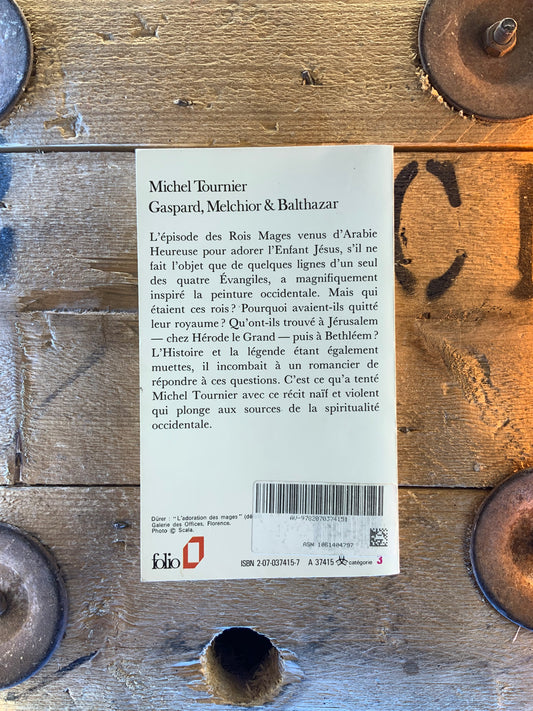 Michel Tournier
Gaspard, Melchior & Balthazar
L'épisode des Rois Mages venus d'Arabie
Heureuse pour adorer l'Enfant Jésus, s'il ne
fait l'objet que de quelques lignes d'un seul
des quatre Évangiles, a magnifiquement
inspiré la peinture occidentale. Mais qui
étaient ces rois ? Pourquoi avaient-ils quitté
leur royaume ? Qu'ont-ils trouvé à Jérusalem
— chez Hérode le Grand — puis à Bethléem ?
L'Histoire et la légende étant également
muettes, il incombait à un romancier de
répondre à ces questions. C'est ce qu'a tenté
Michel Tournier avec ce récit naïf et violent
qui plonge aux sources de la spiritualité
occidentale.
Dürer : "L'adoration des mages" (dé
Galerie des Offices, Florence.
Photo © Scala.
AU-9782070374151
ASN 1061404797
folio
ISBN 2-07-037415-7 A 37415 catégorie 3